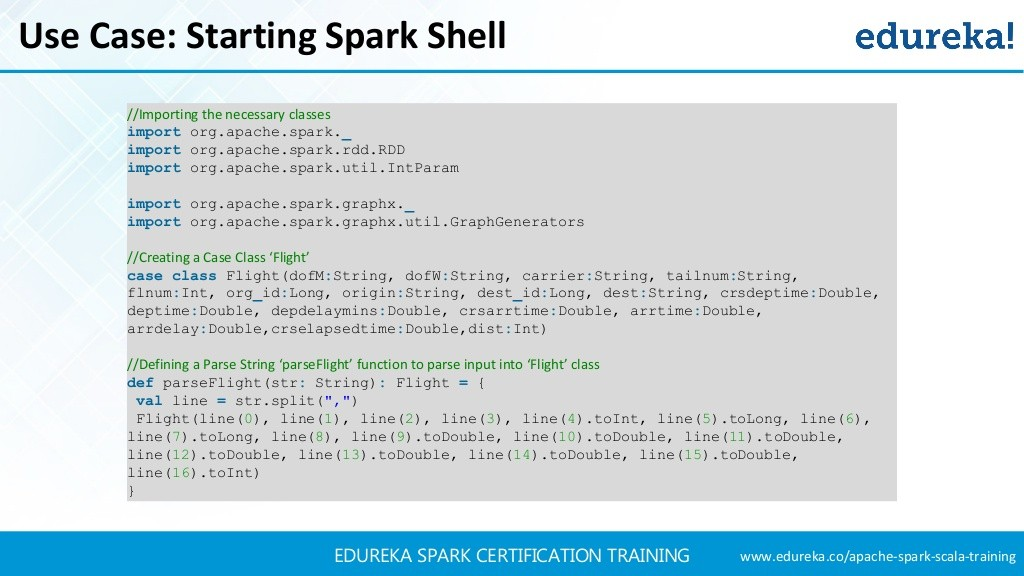 Use Case: Starting Spark Shell
edureka!
//Importing the necessary classes
import org.apache.spark._
import org.apache.spark.rdd.RDD
import org.apache.spark.util.IntParam
import org.apache.spark.graphx._
import org.apache.spark.graphx.util.GraphGenerators
//Creating a Case Class ‘Flight’
case class Flight(dofM:String, dofW:String, carrier:String, tailnum:String,
flnum:Int, org_id:Long, origin:String, dest_id:Long, dest:String, crsdeptime:Double,
deptime:Double, depdelaymins:Double, crsarrtime:Double, arrtime:Double,
arrdelay:Double,crselapsedtime:Double,dist:Int)
//Defining a Parse String ‘parseFlight’ function to parse input into ‘Flight’ class
def parseFlight(str: String): Flight = {
 val line = str.split(",")
 Flight(line(0), line(1), line(2), line(3), line(4).toInt, line(5).toLong, line(6),
line(7).toLong, line(8), line(9).toDouble, line(10).toDouble, line(11).toDouble,
line(12).toDouble, line(13).toDouble, line(14).toDouble, line(15).toDouble,
line(16).toInt)
}
EDUREKA SPARK CERTIFICATION TRAINING
www.edureka.co/apache-spark-scala-training